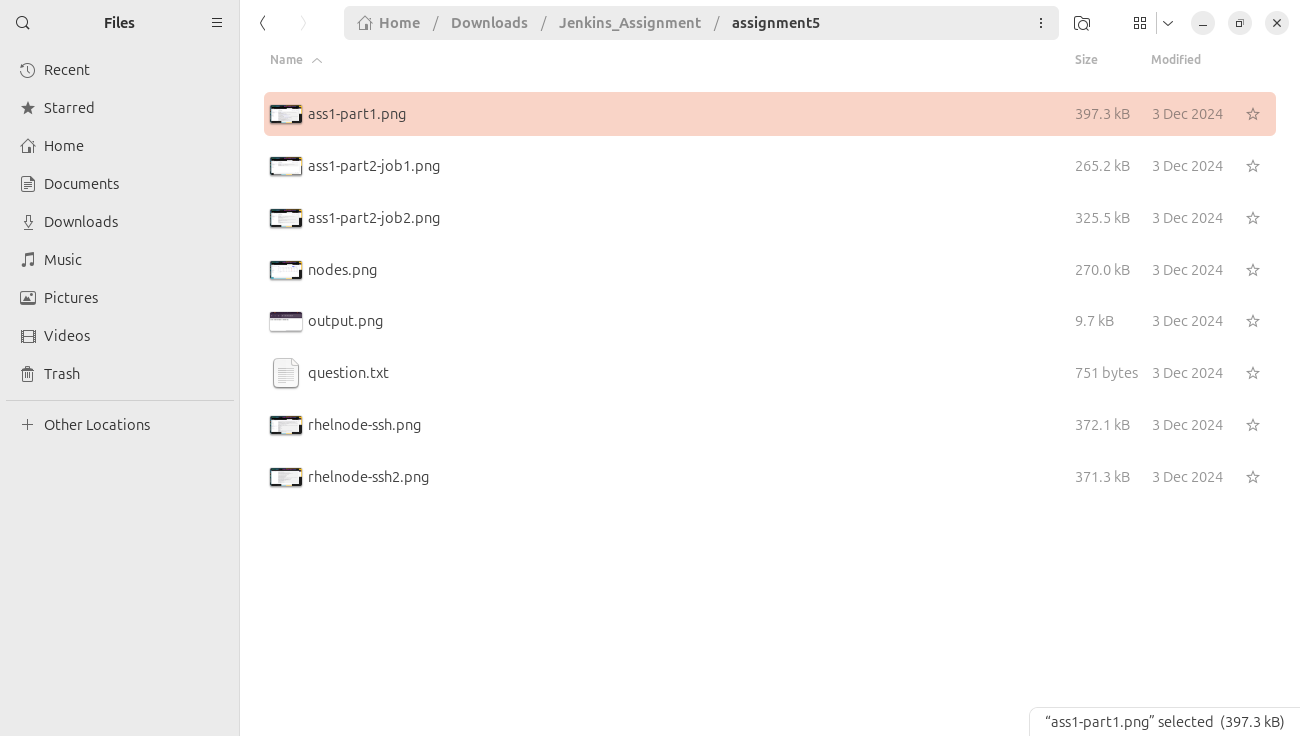 Files
Home / Downloads / Jenkins_Assignment / assignment5
Recent
Starred
Home
Documents
Downloads
Music
Pictures
Videos
Trash
Other Locations
Name Size Modified
ass1-part1.png 397.3 kB 3 Dec 2024
ass1-part2-job1.png 265.2 kB 3 Dec 2024
ass1-part2-job2.png 325.5 kB 3 Dec 2024
nodes.png 270.0 kB 3 Dec 2024
output.png 9.7 kB 3 Dec 2024
question.txt 751 bytes 3 Dec 2024
rhelnode-ssh.png 372.1 kB 3 Dec 2024
rhelnode-ssh2.png 371.3 kB 3 Dec 2024
“ass1-part1.png” selected (397.3 kB)